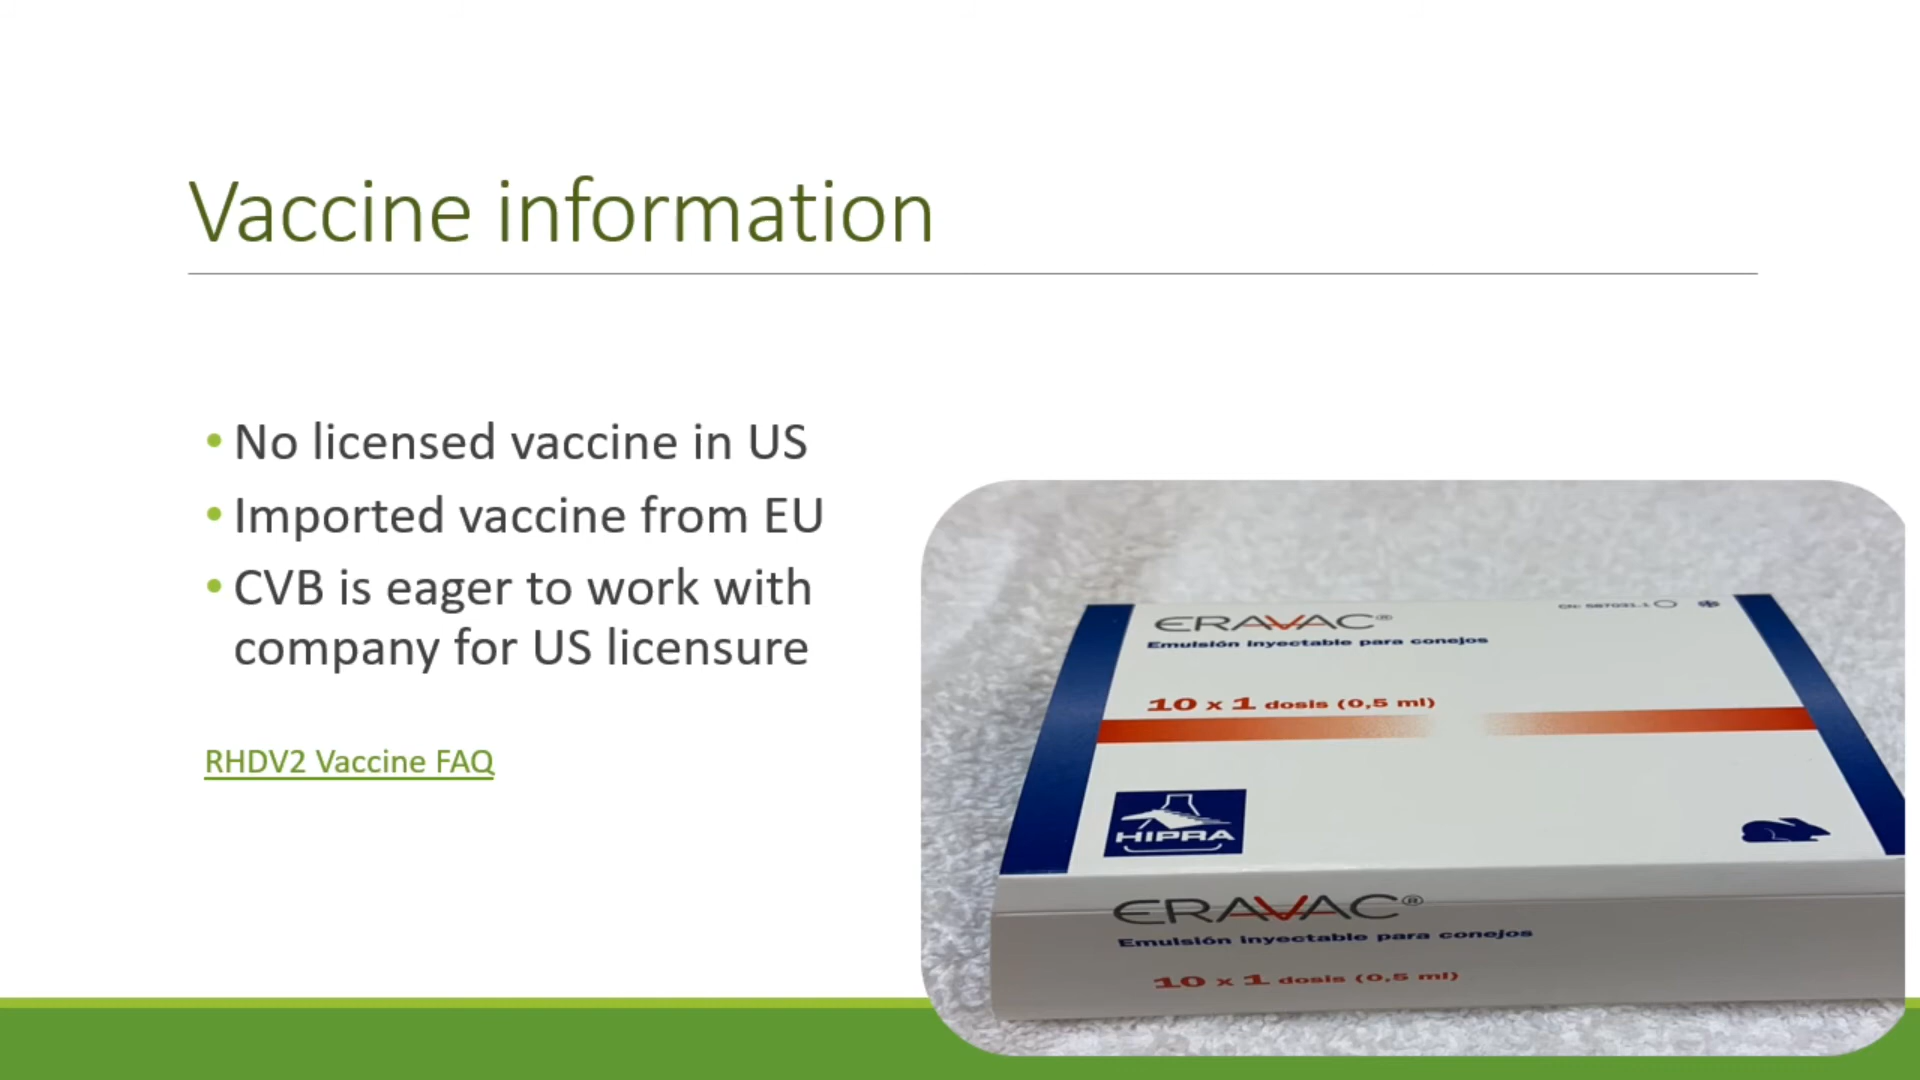 Vaccine information
• No licensed vaccine in US
• Imported vaccine from EU
• CVB is eager to work with
company for US licensure
RHDV2 Vaccine FAQ
ERAVAC®
Emulsión inyectable para conejos
10 x 1 dosis (0,5 ml)
HIPRA
ERAVAC®
Emulsión inyectable para conejos
10 x 1 dosis (0,5 ml)